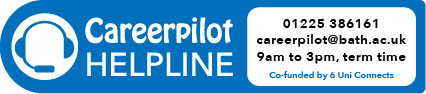 Careerpilot
HELPLINE
01225 386161
careerpilot@bath.ac.uk
9am to 3pm, term time
Co-funded by 6 Uni Connects